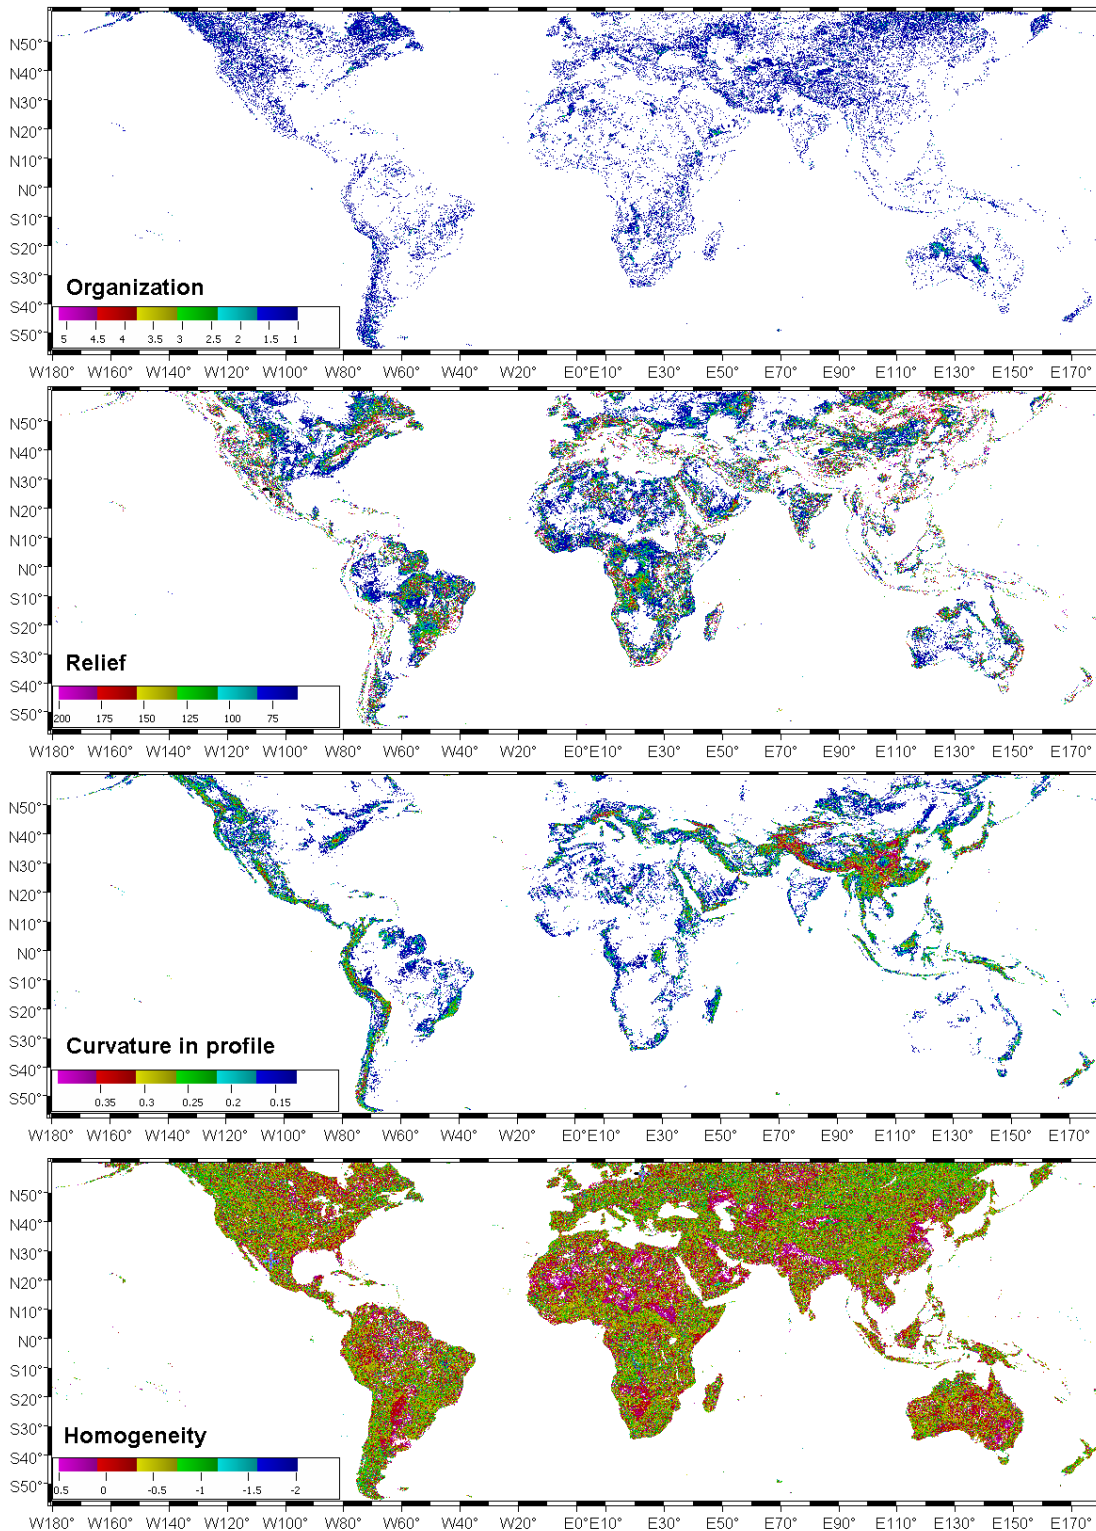 N50°
N40°
N30°
N20°
N10°
N0°
S10°
S20°
S30°
S40°
S50°
Organization
5 4.5 4 3.5 3 2.5 2 1.5 1
W180° W160° W140° W120° W100° W80° W60° W40° W20° E0°E10° E30° E50° E70° E90° E110° E130° E150° E170°
N50°
N40°
N30°
N20°
N10°
N0°
S10°
S20°
S30°
S40°
S50°
Relief
200 175 150 125 100 75
W180° W160° W140° W120° W100° W80° W60° W40° W20° E0°E10° E30° E50° E70° E90° E110° E130° E150° E170°
N50°
N40°
N30°
N20°
N10°
N0°
S10°
S20°
S30°
S40°
S50°
Curvature in profile
0.35 0.3 0.25 0.2 0.15
W180° W160° W140° W120° W100° W80° W60° W40° W20° E0°E10° E30° E50° E70° E90° E110° E130° E150° E170°
N50°
N40°
N30°
N20°
N10°
N0°
S10°
S20°
S30°
S40°
S50°
Homogeneity
0.5 0 -0.5 -1 -1.5 -2
W180° W160° W140° W120° W100° W80° W60° W40° W20° E0°E10° E30° E50° E70° E90° E110° E130° E150° E170°